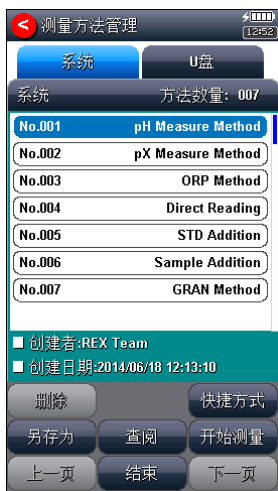 测量方法管理
12:52
系统 U盘
系统 方法数量: 007
No.001 pH Measure Method
No.002 pX Measure Method
No.003 ORP Method
No.004 Direct Reading
No.005 STD Addition
No.006 Sample Addition
No.007 GRAN Method
创建者:REX Team
创建日期:2014/06/18 12:13:10
删除 快捷方式
另存为 查阅 开始测量
上一页 结束 下一页